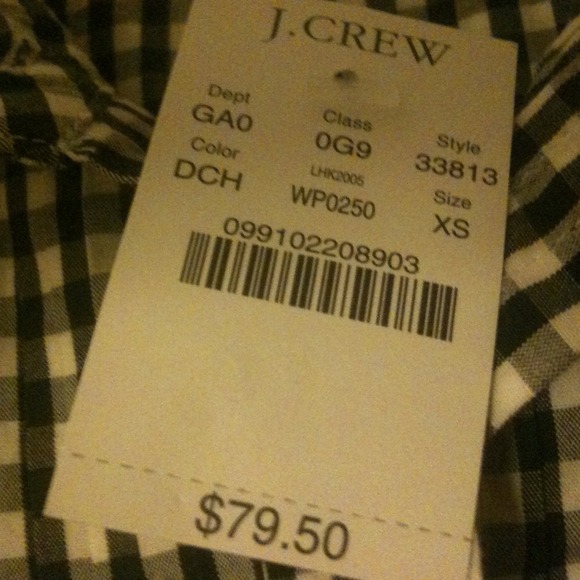 J.CREW
Dept Class Style
GA0 0G9 33813
Color LHK2005 Size
DCH WP0250 XS
099102208903
$79.50